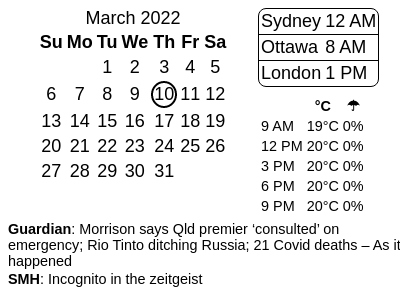 March 2022
Su Mo Tu We Th Fr Sa
1 2 3 4 5
6 7 8 9 10 11 12
13 14 15 16 17 18 19
20 21 22 23 24 25 26
27 28 29 30 31
Sydney 12 AM
Ottawa 8 AM
London 1 PM
°C ☂
9 AM 19°C 0%
12 PM 20°C 0%
3 PM 20°C 0%
6 PM 20°C 0%
9 PM 20°C 0%
Guardian: Morrison says Qld premier ‘consulted’ on
emergency; Rio Tinto ditching Russia; 21 Covid deaths – As it
happened
SMH: Incognito in the zeitgeist